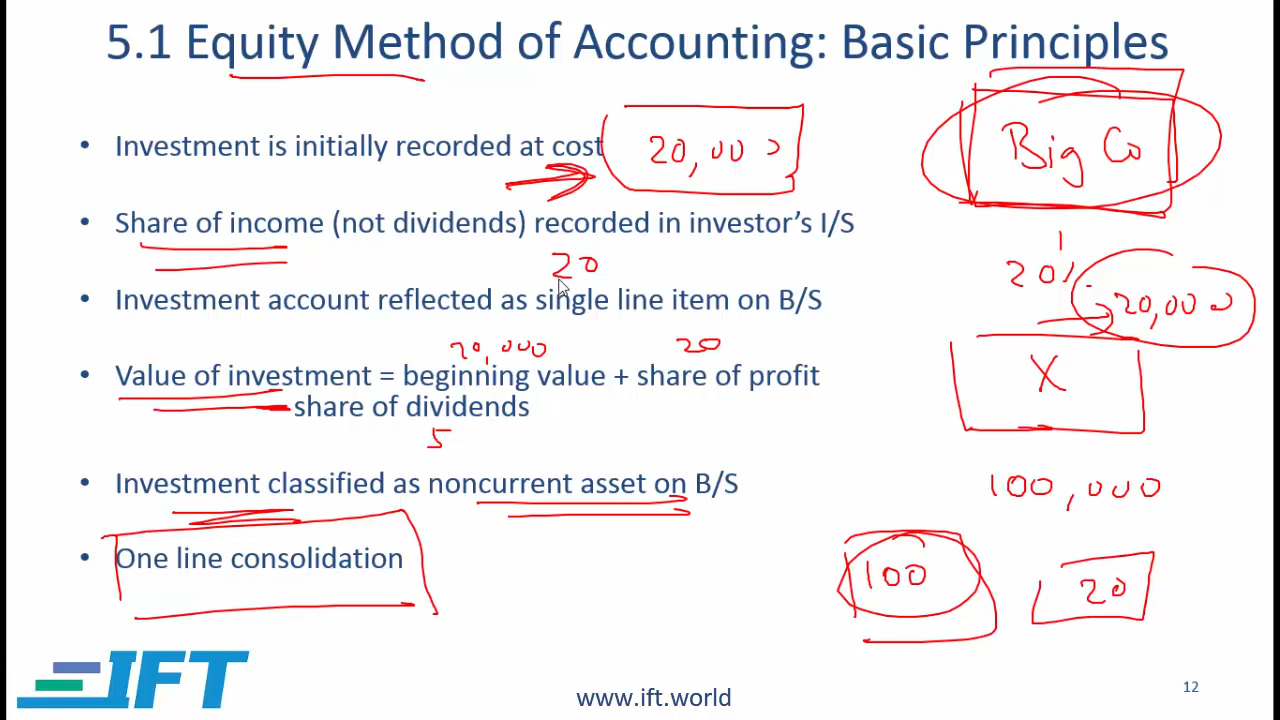 5.1 Equity Method of Accounting: Basic Principles
• Investment is initially recorded at cost 20,000
Big Co
• Share of income (not dividends) recorded in investor's I/S
20
20%
20,000
• Investment account reflected as single line item on B/S
20,000 20
• Value of investment = beginning value + share of profit
share of dividends
X
5
• Investment classified as noncurrent asset on B/S
100,000
• One line consolidation
100 20
IFT
www.ift.world
12